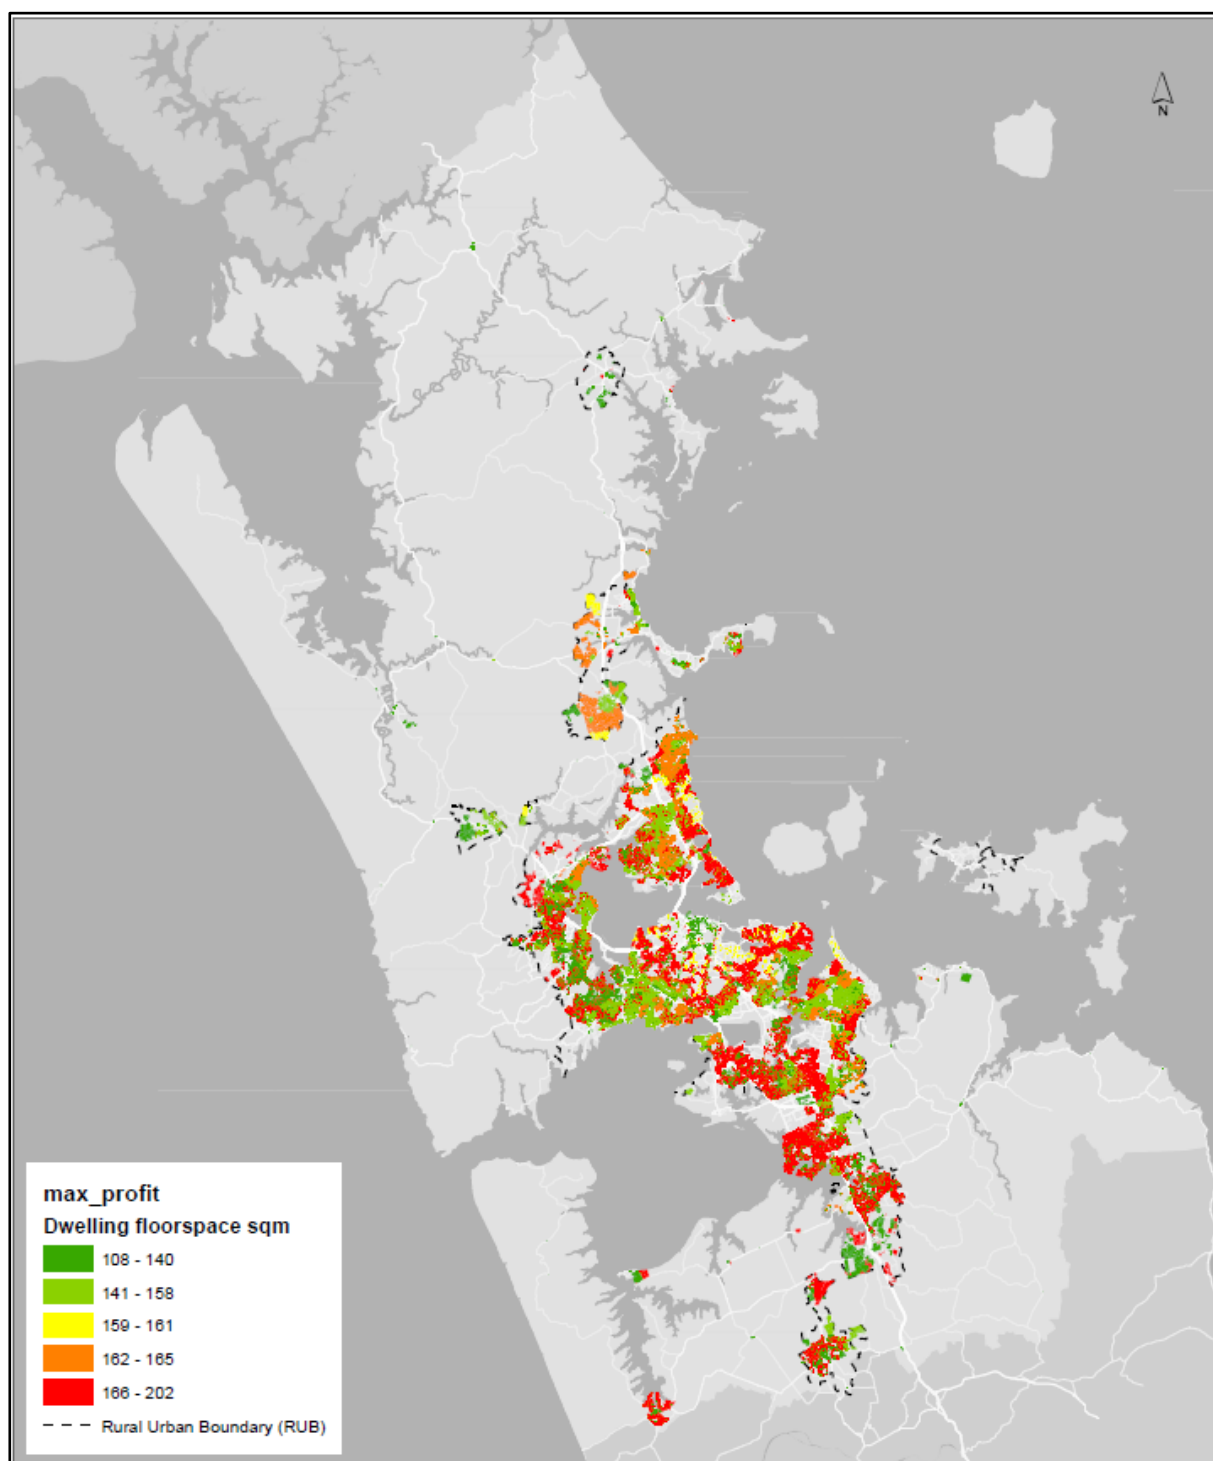 N
max_profit
Dwelling floorspace sqm
108 - 140
141 - 158
159 - 161
162 - 165
166 - 202
Rural Urban Boundary (RUB)